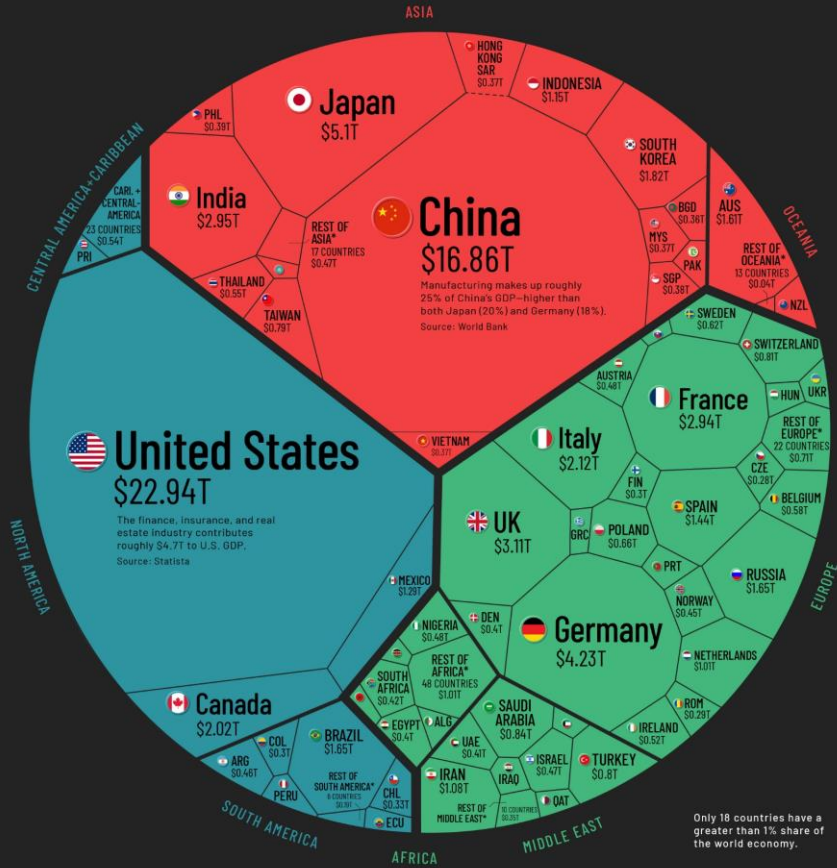 ASIA
HONG
KONG
SAR
$0.37T
INDONESIA
$1.15T
Japan
$5.1T
PHL
$0.39T
SOUTH
KOREA
$1.82T
CENTRAL AMERICA+CARIBBEAN
CARI. +
CENTRAL-
AMERICA
23 COUNTRIES
$0.54T
PRI
India
$2.95T
REST OF
ASIA*
17 COUNTRIES
$0.47T
THAILAND
$0.55T
TAIWAN
$0.79T
China
$16.86T
Manufacturing makes up roughly
25% of China's GDP—higher than
both Japan (20%) and Germany (18%).
Source: World Bank
BGD
$0.36T
MYS
$0.37T
PAK
SGP
$0.38T
VIETNAM
$0.37T
OCEANIA
AUS
$1.61T
REST OF
OCEANIA*
13 COUNTRIES
$0.04T
NZL
NORTH AMERICA
United States
$22.94T
The finance, insurance, and real
estate industry contributes
roughly $4.7T to U.S. GDP.
Source: Statista
MEXICO
$1.29T
Canada
$2.02T
EUROPE
SWEDEN
$0.62T
SWITZERLAND
$0.81T
AUSTRIA
$0.48T
France
$2.94T
HUN
UKR
REST OF
EUROPE*
22 COUNTRIES
$0.71T
Italy
$2.12T
FIN
$0.3T
CZE
$0.28T
BELGIUM
$0.58T
SPAIN
$1.44T
UK
$3.11T
GRC
POLAND
$0.66T
PRT
RUSSIA
$1.65T
NORWAY
$0.45T
DEN
$0.4T
Germany
$4.23T
NETHERLANDS
$1.01T
ROM
$0.29T
IRELAND
$0.52T
NIGERIA
$0.48T
REST OF
AFRICA*
48 COUNTRIES
$1.01T
SOUTH
AFRICA
$0.42T
EGYPT
$0.4T
ALG
AFRICA
SAUDI
ARABIA
$0.84T
UAE
$0.41T
ISRAEL
$0.47T
TURKEY
$0.8T
IRAN
$1.08T
IRAQ
QAT
REST OF
MIDDLE EAST*
10 COUNTRIES
MIDDLE EAST
BRAZIL
$1.65T
COL
$0.3T
ARG
$0.46T
PERU
REST OF
SOUTH AMERICA*
CHL
$0.33T
ECU
SOUTH AMERICA
Only 18 countries have a
greater than 1% share of
the world economy.